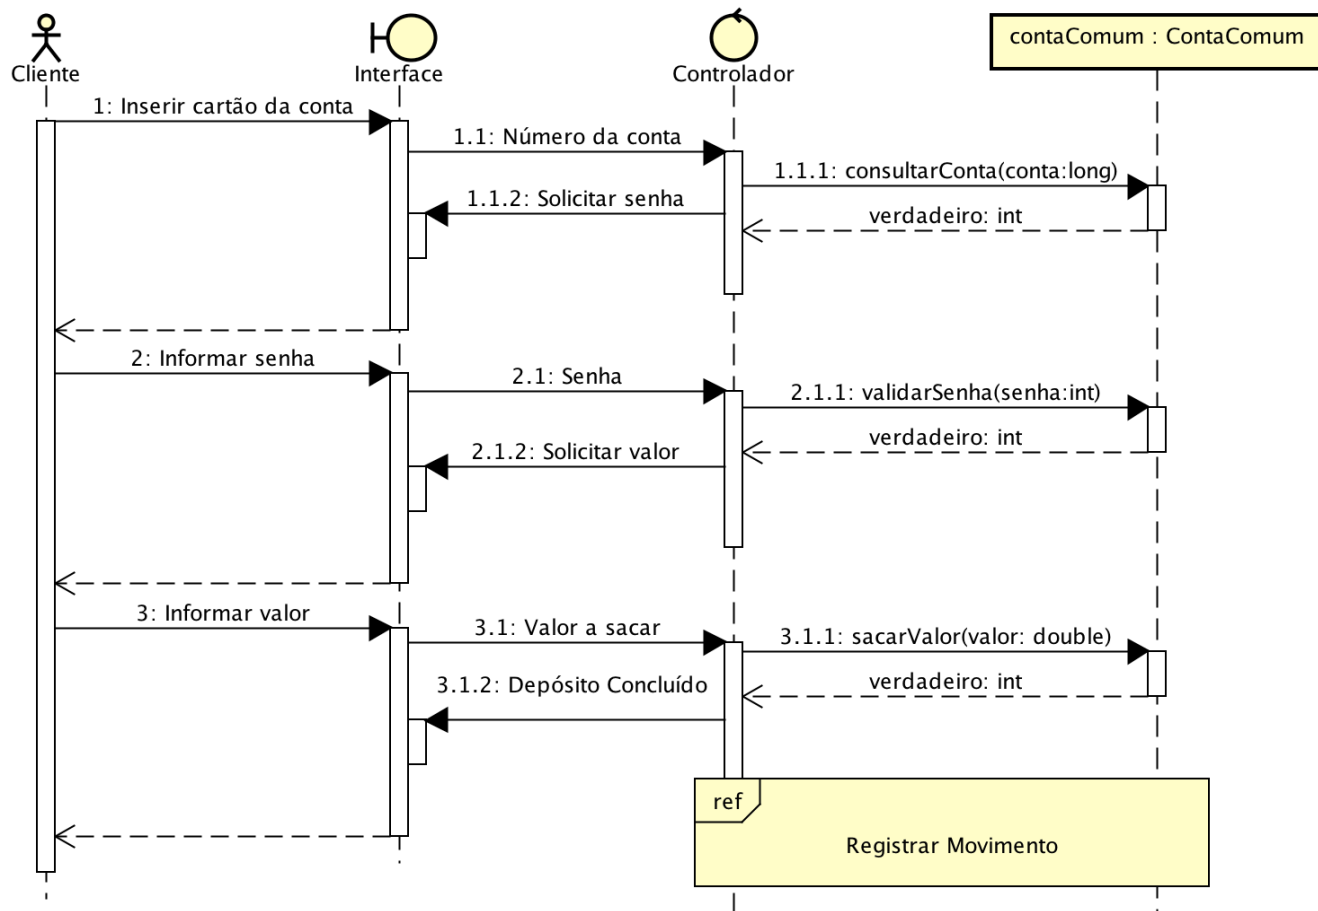 Cliente
Interface
Controlador
contaComum : ContaComum
1: Inserir cartão da conta
1.1: Número da conta
1.1.1: consultarConta(conta:long)
1.1.2: Solicitar senha
verdadeiro: int
2: Informar senha
2.1: Senha
2.1.1: validarSenha(senha:int)
verdadeiro: int
2.1.2: Solicitar valor
3: Informar valor
3.1: Valor a sacar
3.1.1: sacarValor(valor: double)
verdadeiro: int
3.1.2: Depósito Concluído
ref
Registrar Movimento